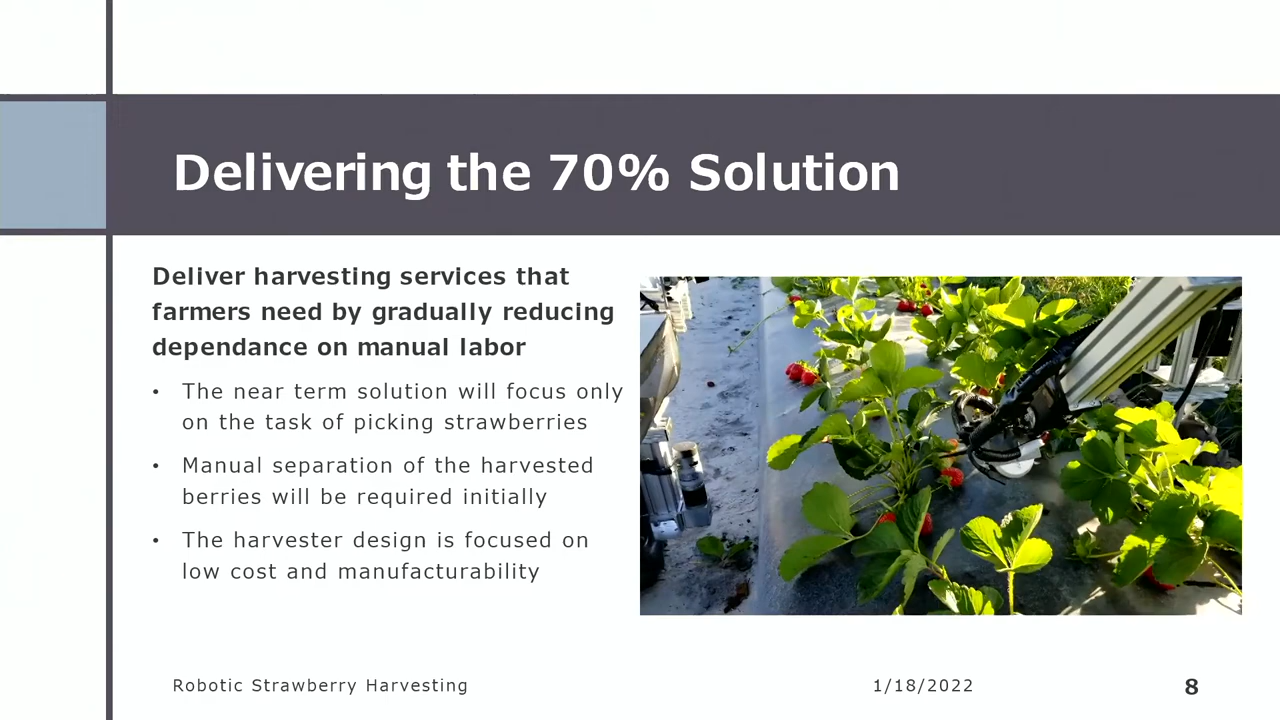 Delivering the 70% Solution
Deliver harvesting services that
farmers need by gradually reducing
dependance on manual labor
• The near term solution will focus only
on the task of picking strawberries
• Manual separation of the harvested
berries will be required initially
• The harvester design is focused on
low cost and manufacturability
Robotic Strawberry Harvesting
1/18/2022
8